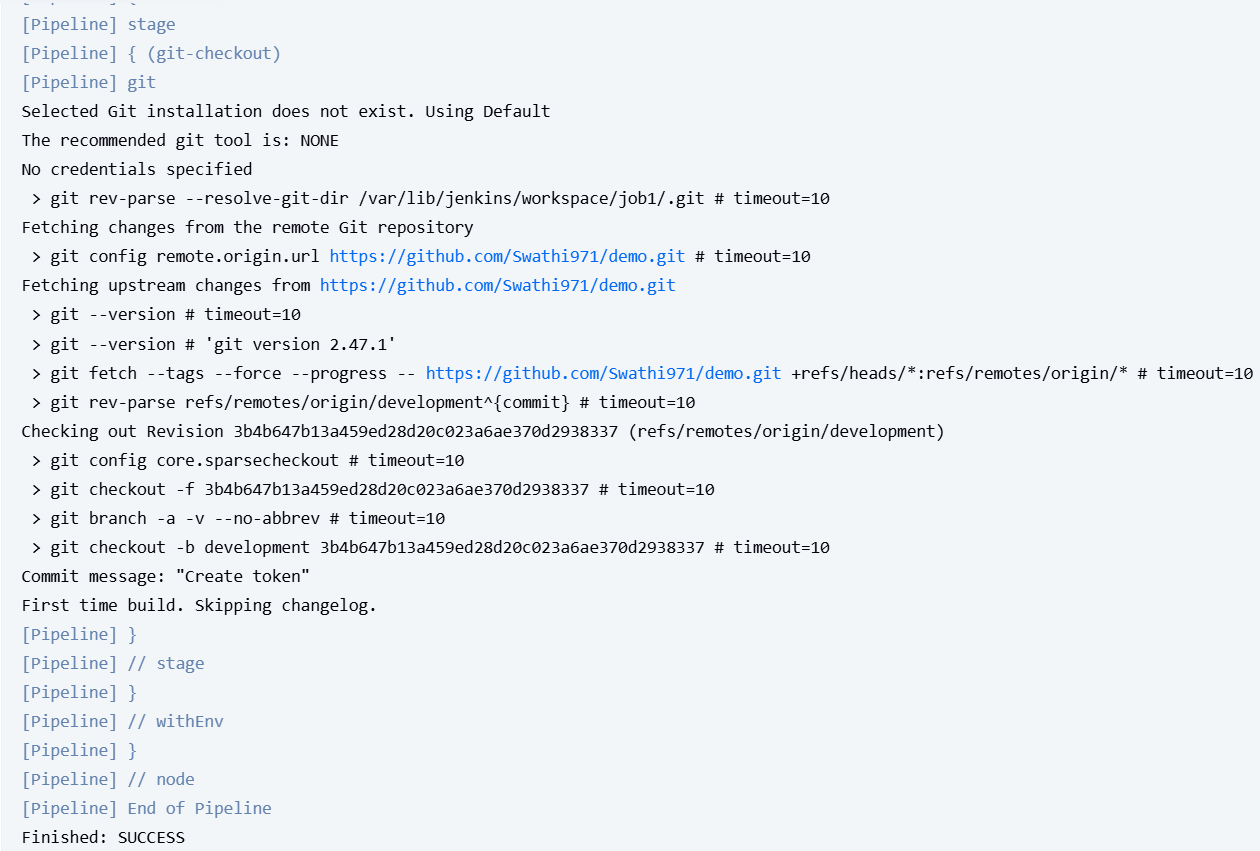 [Pipeline] stage
[Pipeline] { (git-checkout)
[Pipeline] git
Selected Git installation does not exist. Using Default
The recommended git tool is: NONE
No credentials specified
 > git rev-parse --resolve-git-dir /var/lib/jenkins/workspace/job1/.git # timeout=10
Fetching changes from the remote Git repository
 > git config remote.origin.url https://github.com/Swathi971/demo.git # timeout=10
Fetching upstream changes from https://github.com/Swathi971/demo.git
 > git --version # timeout=10
 > git --version # 'git version 2.47.1'
 > git fetch --tags --force --progress -- https://github.com/Swathi971/demo.git +refs/heads/*:refs/remotes/origin/* # timeout=10
 > git rev-parse refs/remotes/origin/development^{commit} # timeout=10
Checking out Revision 3b4b647b13a459ed28d20c023a6ae370d2938337 (refs/remotes/origin/development)
 > git config core.sparsecheckout # timeout=10
 > git checkout -f 3b4b647b13a459ed28d20c023a6ae370d2938337 # timeout=10
 > git branch -a -v --no-abbrev # timeout=10
 > git checkout -b development 3b4b647b13a459ed28d20c023a6ae370d2938337 # timeout=10
Commit message: "Create token"
First time build. Skipping changelog.
[Pipeline] }
[Pipeline] // stage
[Pipeline] }
[Pipeline] // withEnv
[Pipeline] }
[Pipeline] // node
[Pipeline] End of Pipeline
Finished: SUCCESS